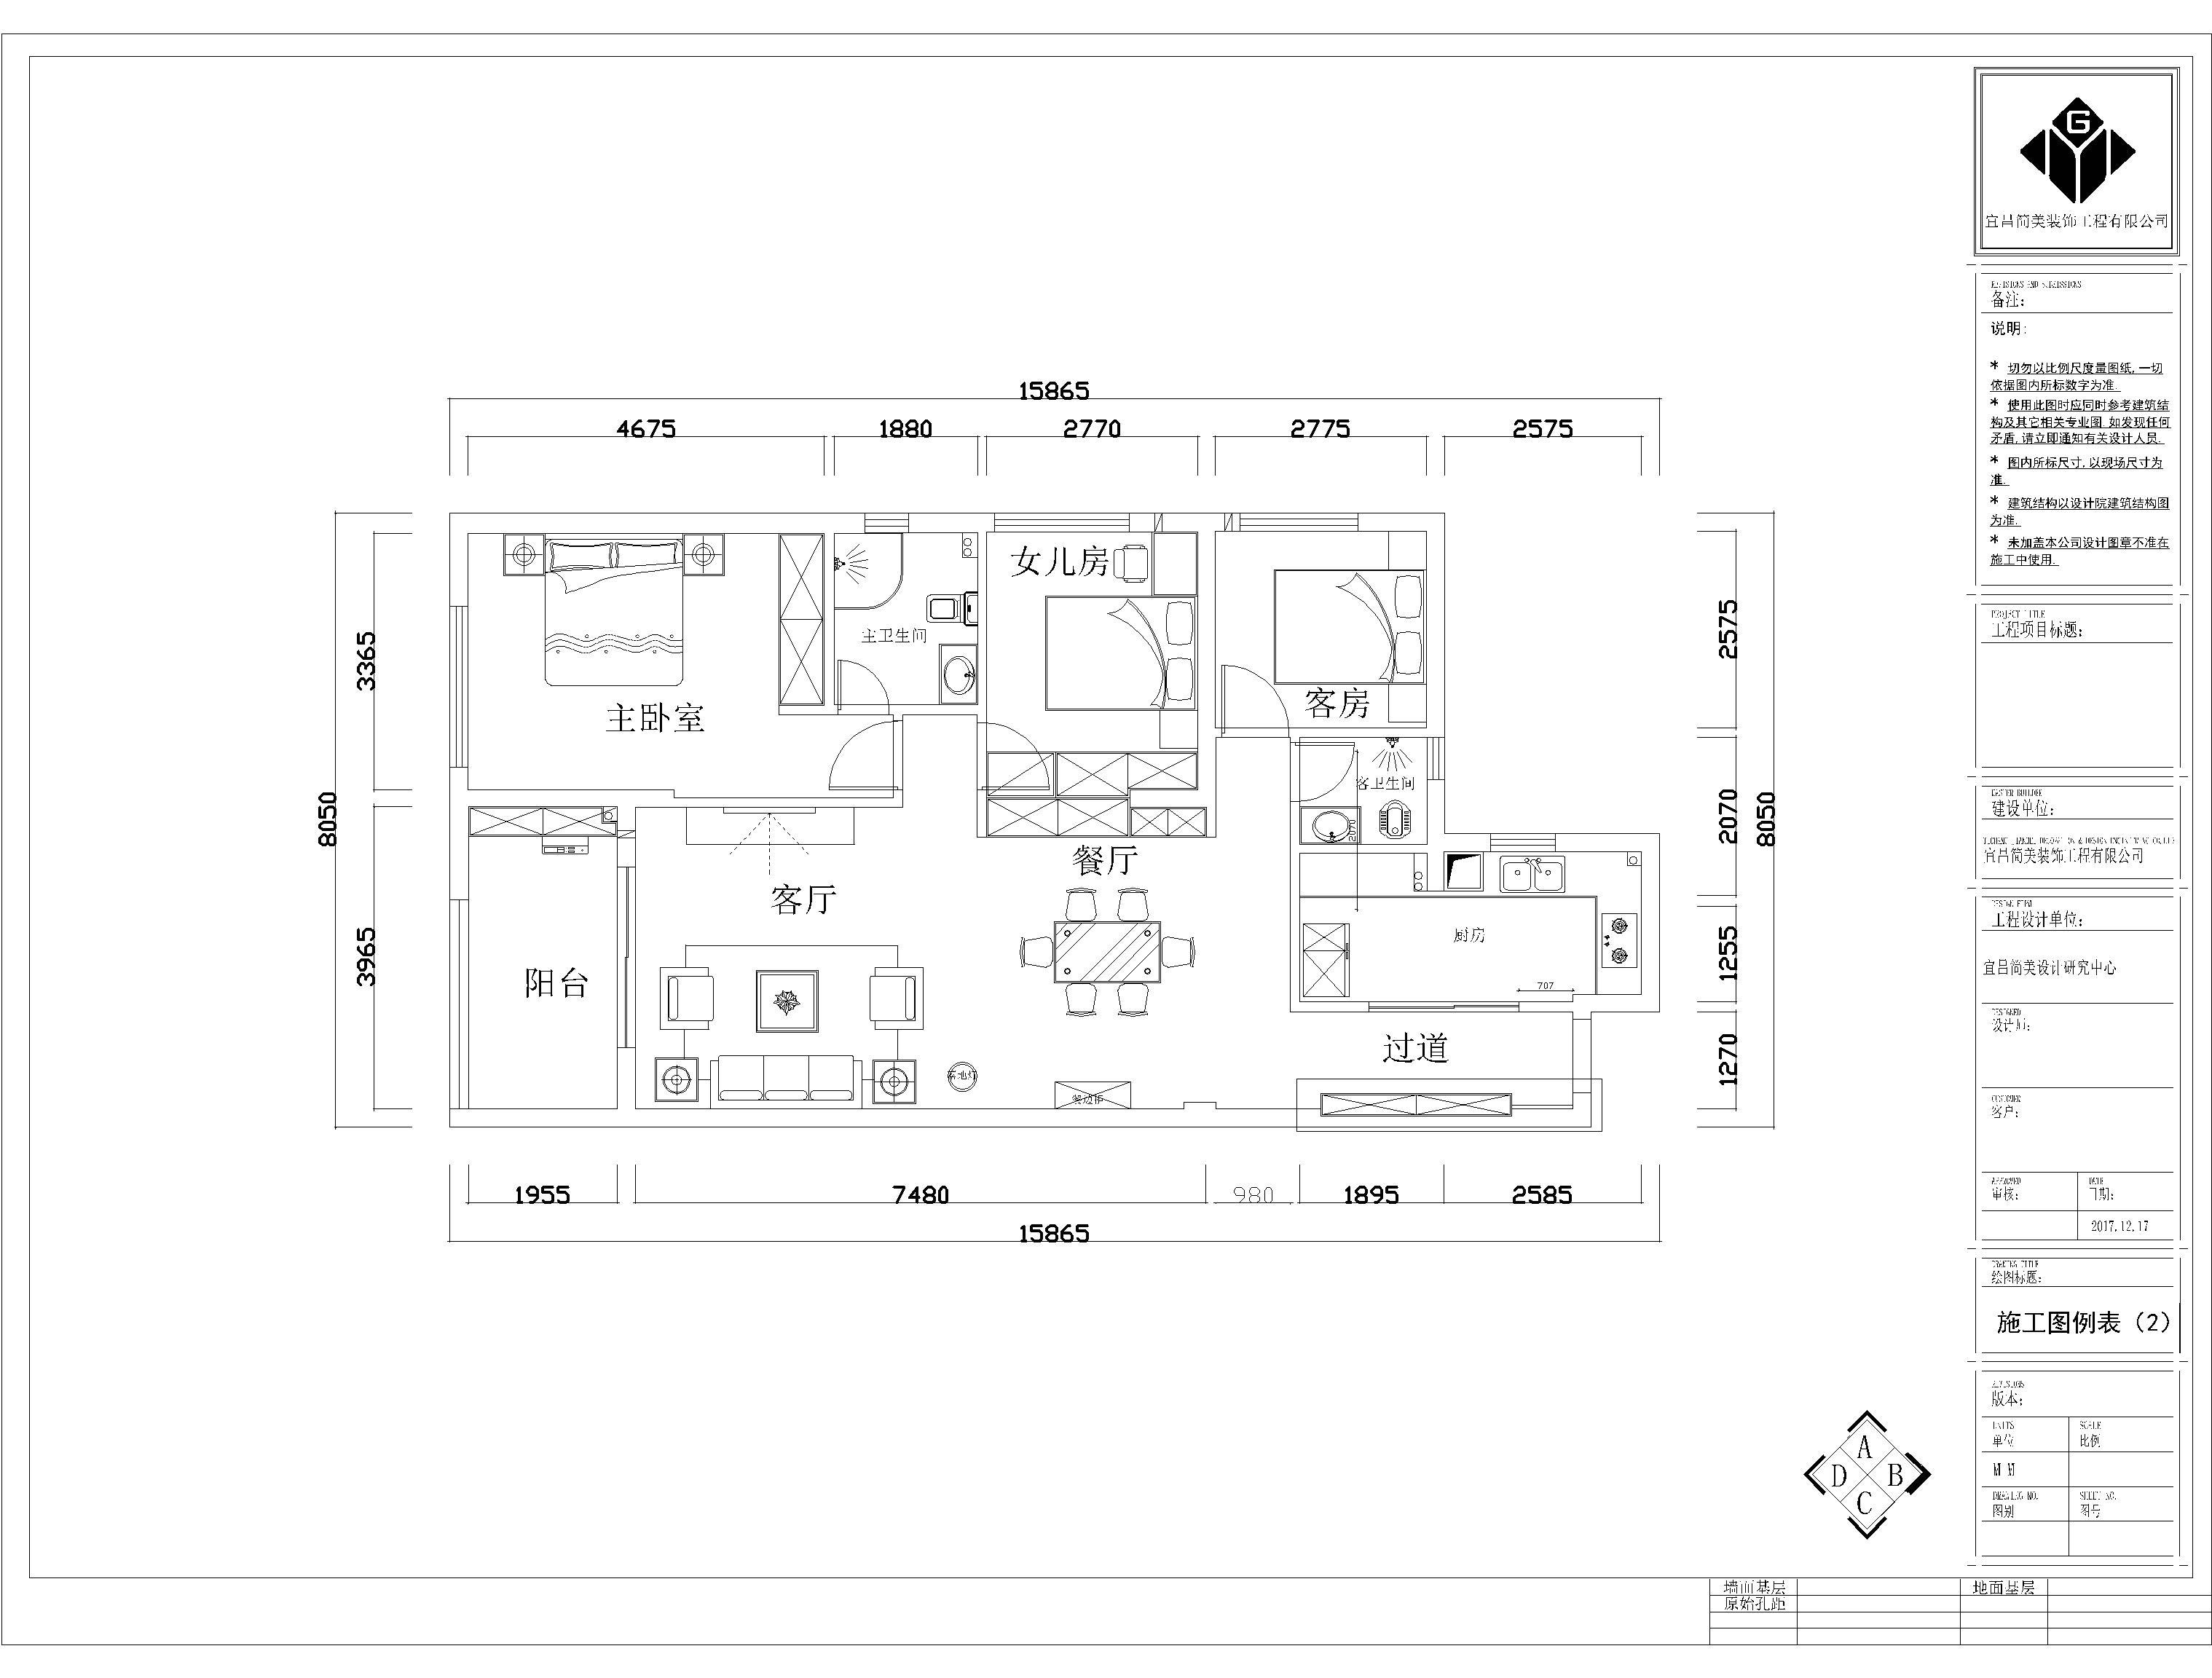 15865
4675 1880 2770 2775 2575
8050
3365
3965
2575
2070
1255
1270
8050
女儿房
主卫生间
客房
主卧室
客卫生间
2070
餐厅
客厅
厨房
阳台
707
过道
落地灯
餐边柜
1955 7480 980 1895 2585
15865
G
宜昌简美装饰工程有限公司
REVISIONS AND SUBMISSIONS
备注:
说明:
* 切勿以比例尺度量图纸,一切
依据图内所标数字为准.
* 使用此图时应同时参考建筑结
构及其它相关专业图.如发现任何
矛盾,请立即通知有关设计人员.
* 图内所标尺寸,以现场尺寸为
准.
* 建筑结构以设计院建筑结构图
为准.
* 未加盖本公司设计图章不准在
施工中使用.
PROJECT TITLE
工程项目标题:
建设单位:
宜昌简美装饰工程有限公司
DESIGN FIRM
工程设计单位:
宜昌简美设计研究中心
DESIGNED
设计师:
CUSTOMER
客户:
APPROVED DATE
审核: 日期:
2017.12.17
DRAWING TITLE
绘图标题:
施工图例表（2）
REVISIONS
版本:
UNITS SCALE
单位 比例
M M
DRAWING NO. SHEET NO.
图别 图号
A
D B
C
墙面基层 地面基层
原始孔距